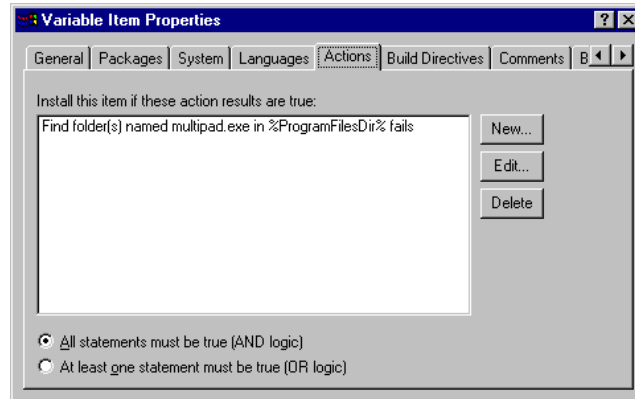 Variable Item Properties
General Packages System Languages Actions Build Directives Comments B
Install this item if these action results are true:
Find folder(s) named multipad.exe in %ProgramFilesDir% fails
New...
Edit...
Delete
All statements must be true (AND logic)
At least one statement must be true (OR logic)